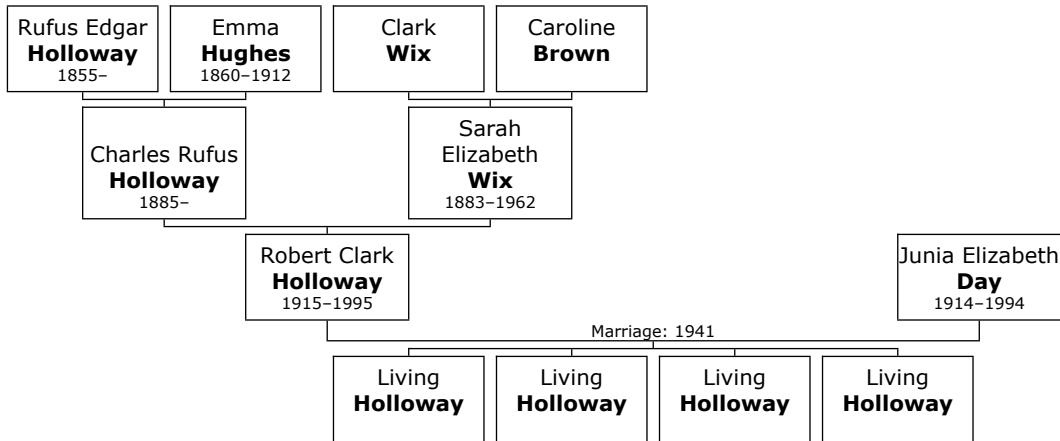 Rufus Edgar
Holloway
1855–
Emma
Hughes
1860–1912
Clark
Wix
Caroline
Brown
Charles Rufus
Holloway
1885–
Sarah
Elizabeth
Wix
1883–1962
Robert Clark
Holloway
1915–1995
Junia Elizabeth
Day
1914–1994
Marriage: 1941
Living
Holloway
Living
Holloway
Living
Holloway
Living
Holloway